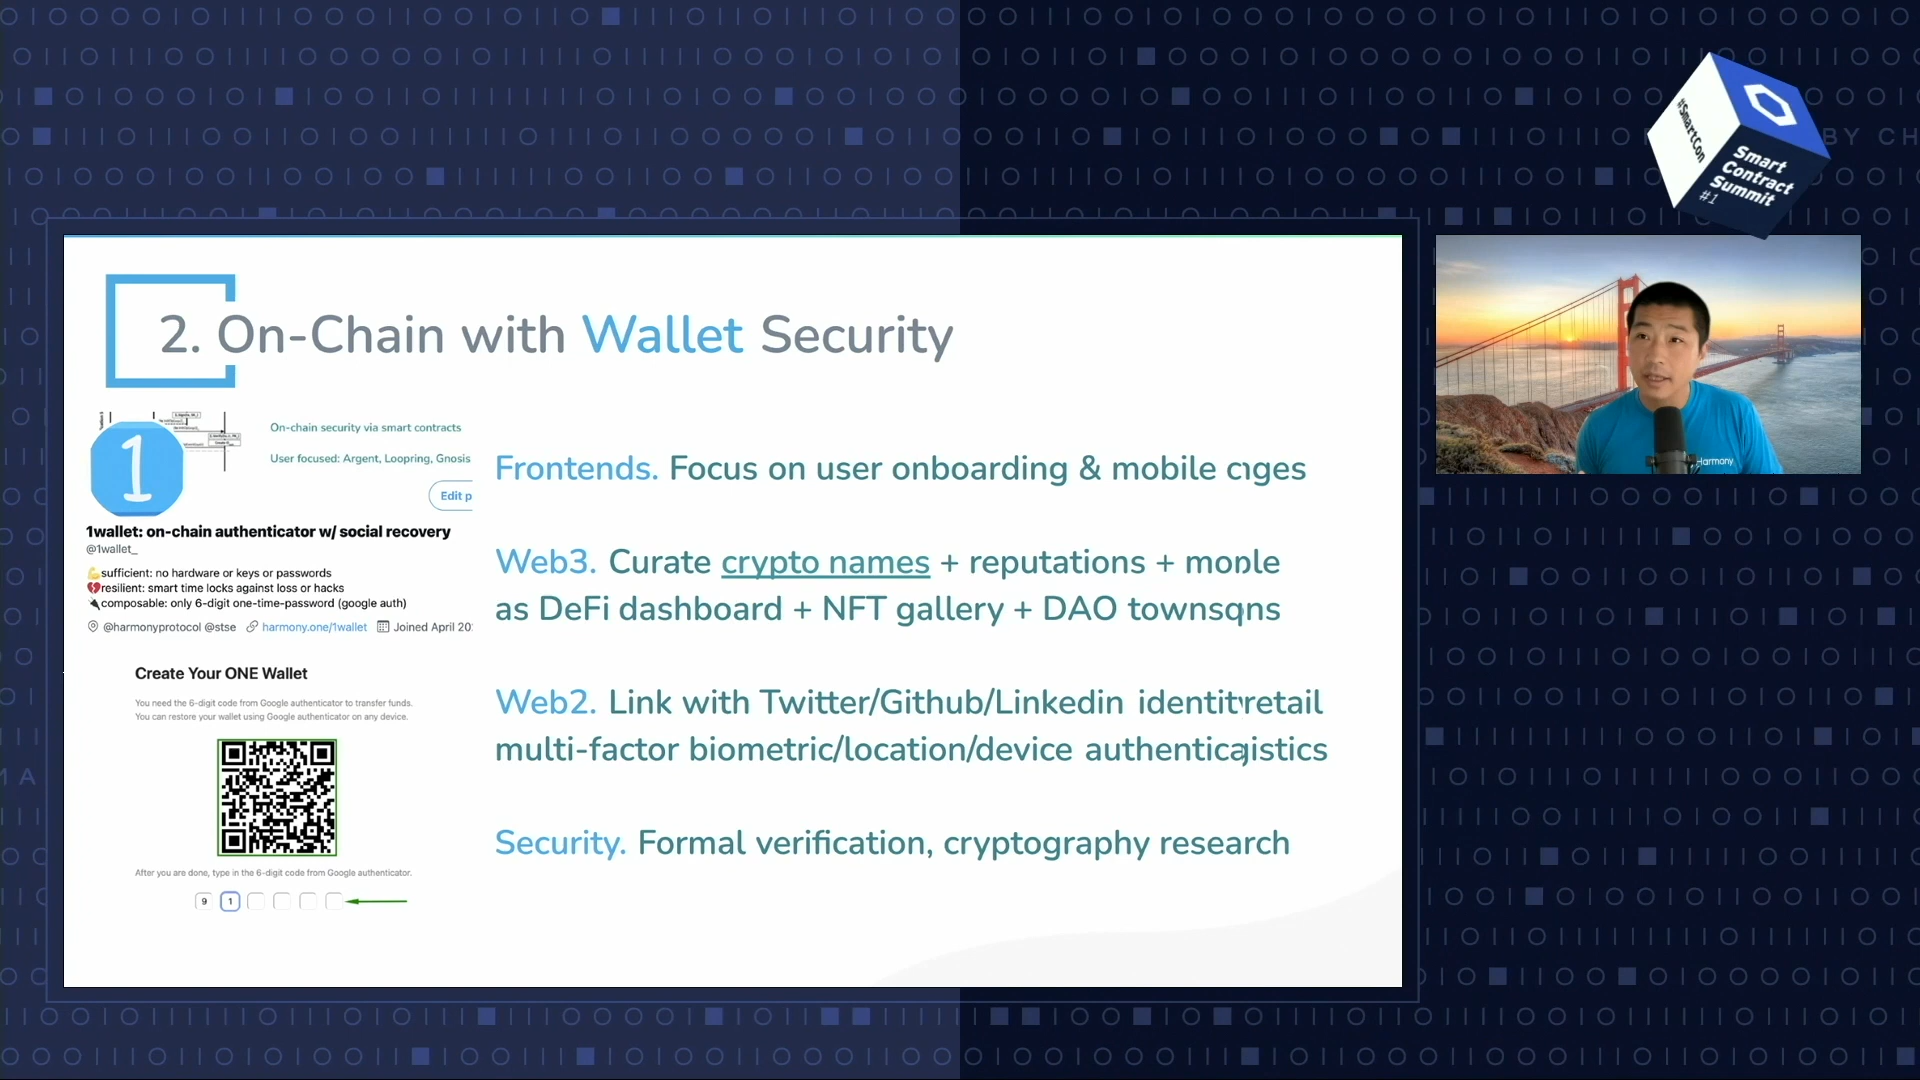 #SmartCon
Smart
Contract
Summit
#1
BY CH
2. On-Chain with Wallet Security
On-chain security via smart contracts
User focused: Argent, Loopring, Gnosis
Edit p
1
1wallet: on-chain authenticator w/ social recovery
@1wallet_
sufficient: no hardware or keys or passwords
resilient: smart time locks against loss or hacks
composable: only 6-digit one-time-password (google auth)
@harmonyprotocol @stse harmony.one/1wallet Joined April 20
Create Your ONE Wallet
You need the 6-digit code from Google authenticator to transfer funds.
You can restore your wallet using Google authenticator on any device.
After you are done, type in the 6-digit code from Google authenticator.
9 1
Frontends. Focus on user onboarding & mobile
Web3. Curate crypto names + reputations +
as DeFi dashboard + NFT gallery + DAO
Web2. Link with Twitter/Github/Linkedin retail
multi-factor biometric/location/device
Security. Formal verification, cryptography research
Harmony